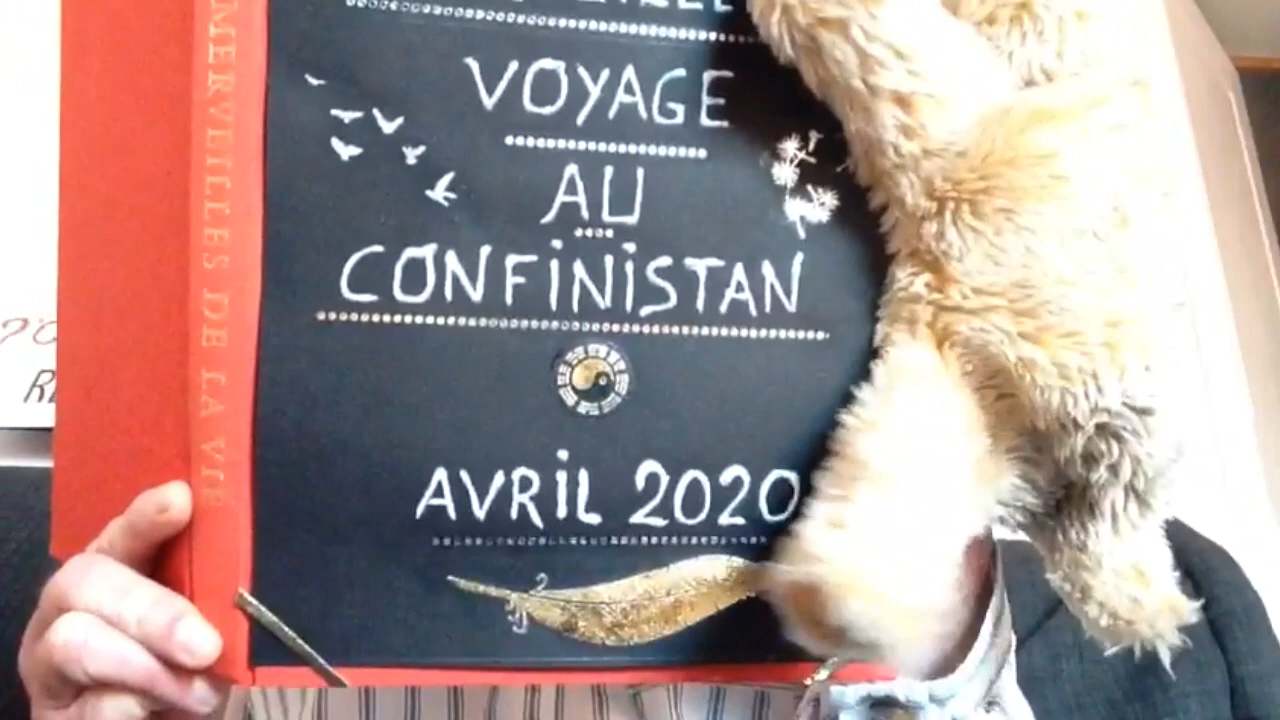 MERVEILLES DE LA VIE
VOYAGE
AU
CONFINISTAN
AVRIL 2020